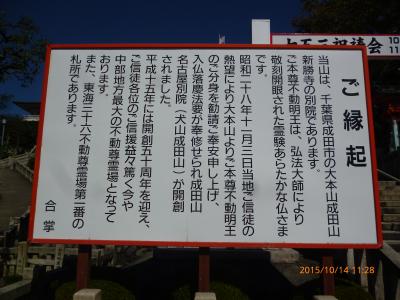 ご縁起
当山は、千葉県成田市の大本山成田山
新勝寺の別院であります。
ご本尊不動明王は、弘法大師により
敬刻開眼された霊験あらたかな仏さま
です。
昭和二十八年十一月三日当地ご信徒の
熱望により大本山よりご本尊不動明王
のご分身を勧請ご奉安申し上げ、
入仏落慶法要が奉修せられ成田山
名古屋別院（犬山成田山）が開創
されました。
平成十五年には開創五十周年を迎え、
ご信徒各位のご信援益々篤く今や
中部地方最大の不動尊霊場となって
おります。
また、東海三十六不動尊霊場第一番の
札所であります。
合掌
2015/10/14 11:28